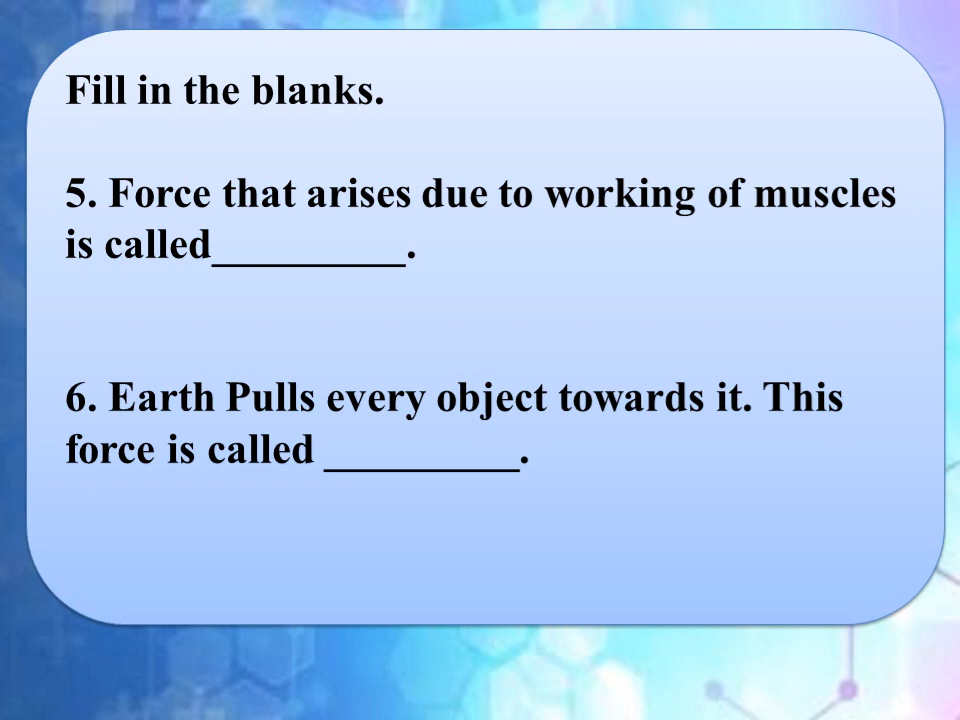 Fill in the blanks.
5. Force that arises due to working of muscles
is called_________.
6. Earth Pulls every object towards it. This
force is called _________.